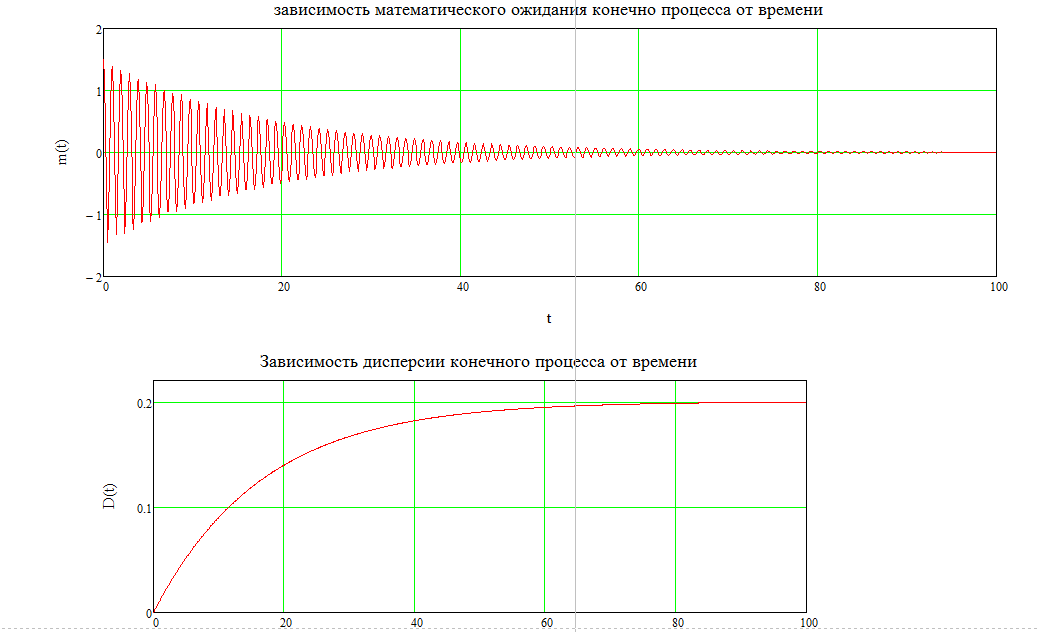 зависимость математического ожидания конечно процесса от времени
2
1
0
− 1
− 2
m(t)
0 20 40 60 80 100
t
Зависимость дисперсии конечного процесса от времени
0.2
0.1
0
D(t)
0 20 40 60 80 100